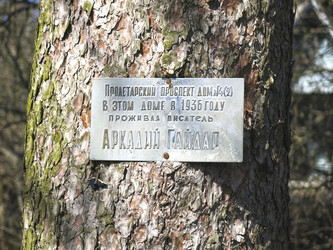 Пролетарский проспект дом
В этом доме в 1936 году
проживал писатель
Аркадий Гайдар